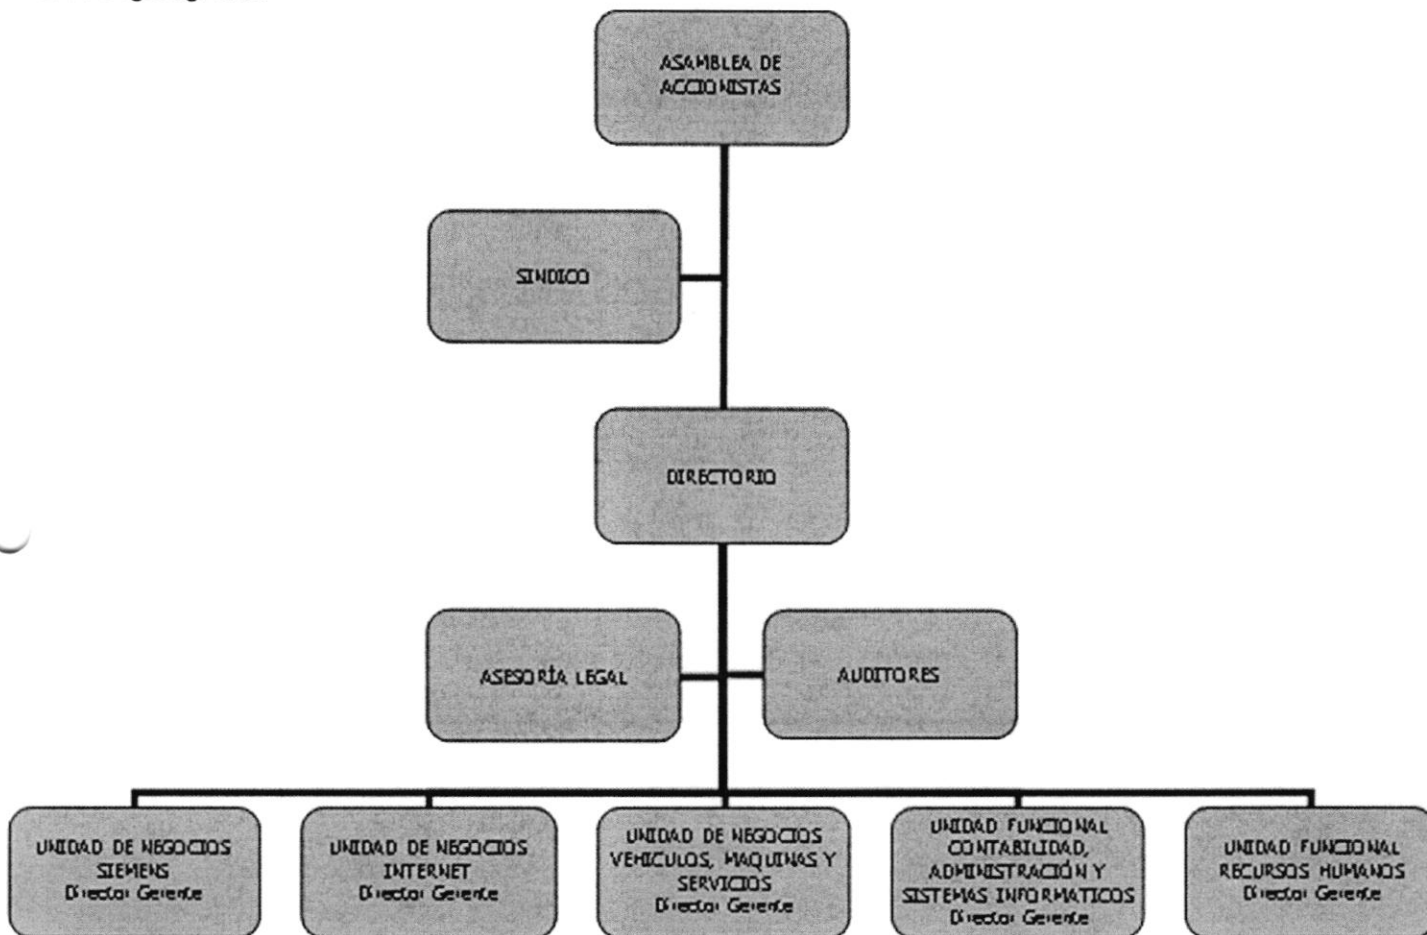 ASAMBLEA DE
ACCIONISTAS
SINDICO
DIRECTORIO
ASESORÍA LEGAL
AUDITORES
UNIDAD DE NEGOCIOS
SIEMENS
Director Gerente
UNIDAD DE NEGOCIOS
INTERNET
Director Gerente
UNIDAD DE NEGOCIOS
VEHICULOS, MAQUINAS Y
SERVICIOS
Director Gerente
UNIDAD FUNCIONAL
CONTABILIDAD,
ADMINISTRACIÓN Y
SISTEMAS INFORMATICOS
Director Gerente
UNIDAD FUNCIONAL
RECURSOS HUMANOS
Director Gerente